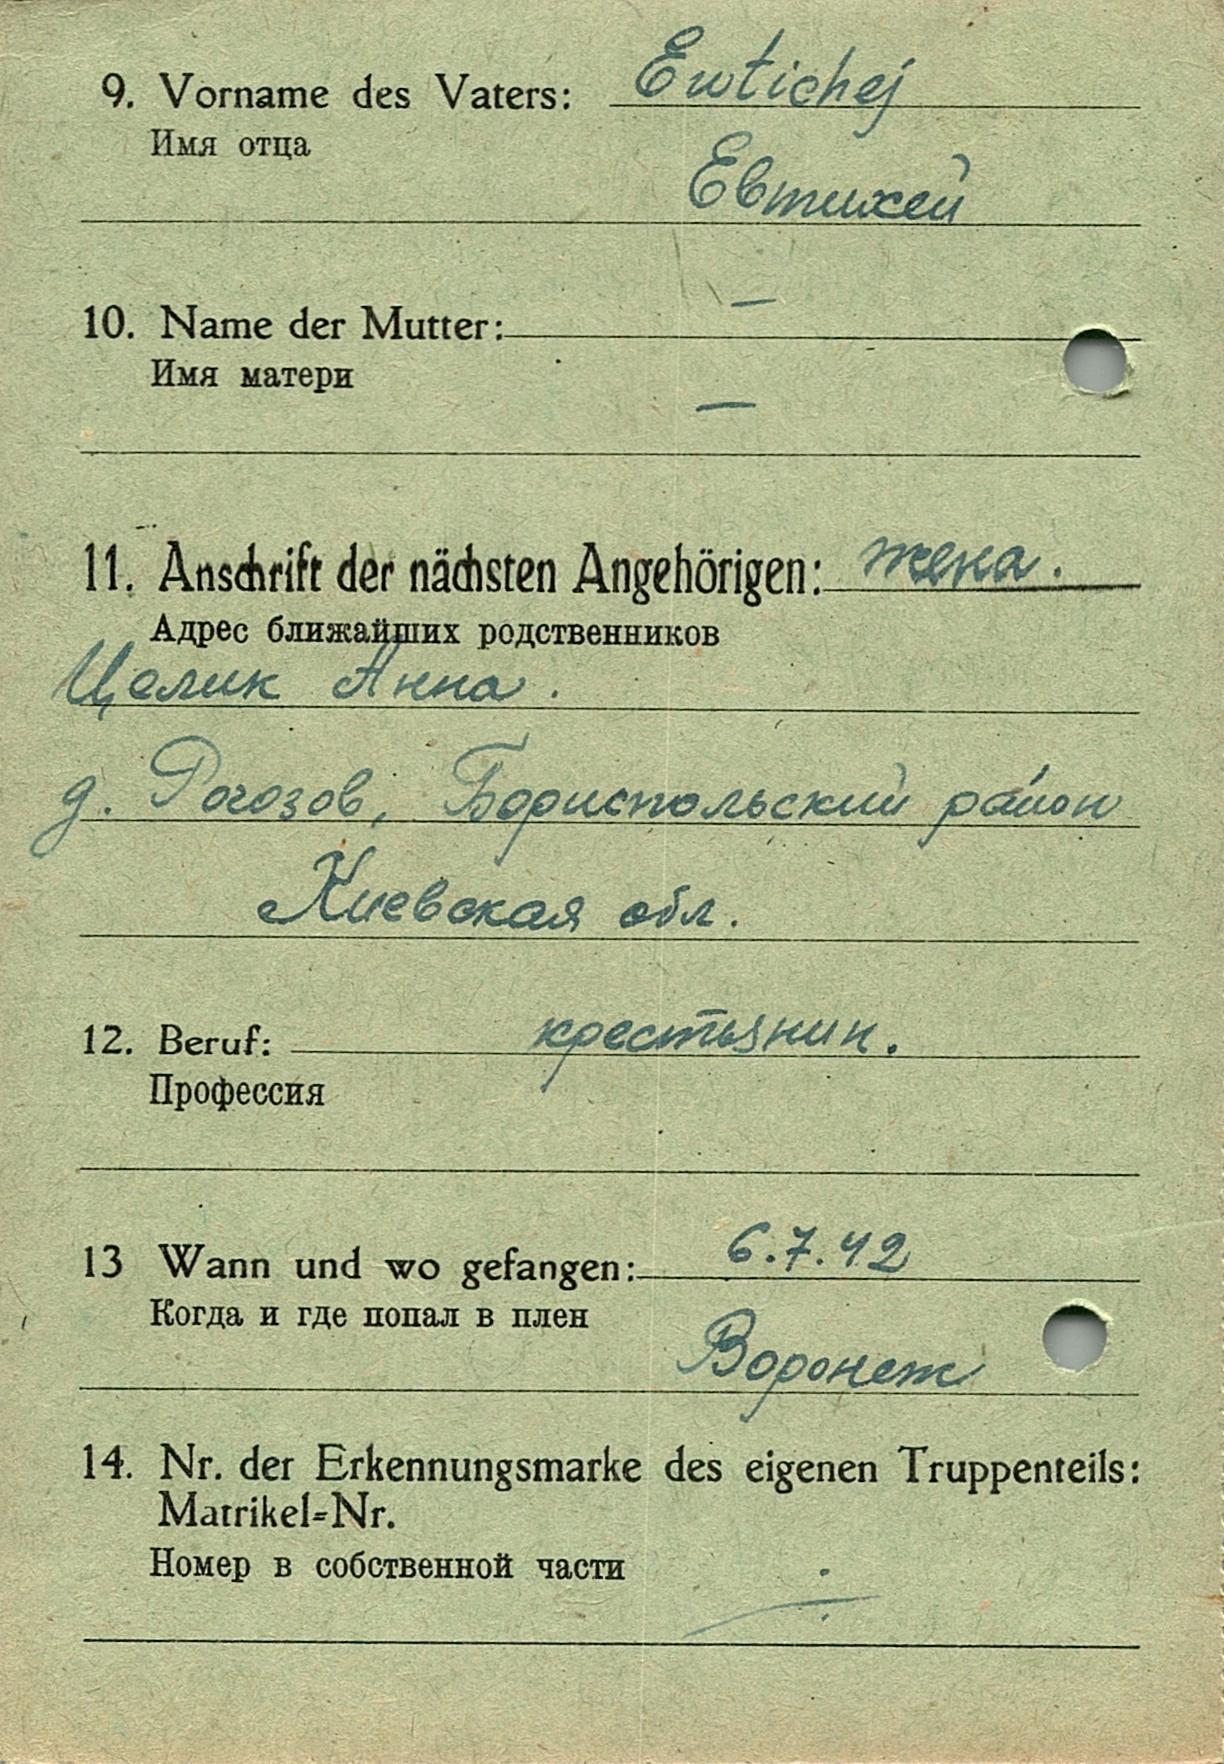 9. Vorname des Vaters: Ewtichej
Имя отца
Евтихей
10. Name der Mutter: —
Имя матери
—
11. Anschrift der nächsten Angehörigen: жена.
Адрес ближайших родственников
Целик Анна.
д. Рогозов, Бориспольский район
Киевская обл.
12. Beruf: крестьянин.
Профессия
13 Wann und wo gefangen: 6.7.42
Когда и где попал в плен
Воронеж
14. Nr. der Erkennungsmarke des eigenen Truppenteils:
Matrikel=Nr.
Номер в собственной части